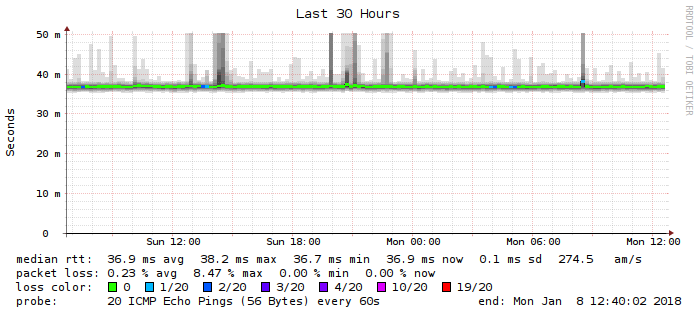 Last 30 Hours
RRDTOOL / TOBI OETIKER
Seconds
50 m
40 m
30 m
20 m
10 m
0
Sun 12:00 Sun 18:00 Mon 00:00 Mon 06:00 Mon 12:00
median rtt: 36.9 ms avg 38.2 ms max 36.7 ms min 36.9 ms now 0.1 ms sd 274.5 am/s
packet loss: 0.23 % avg 8.47 % max 0.00 % min 0.00 % now
loss color: 0 1/20 2/20 3/20 4/20 10/20 19/20
probe: 20 ICMP Echo Pings (56 Bytes) every 60s end: Mon Jan 8 12:40:02 2018